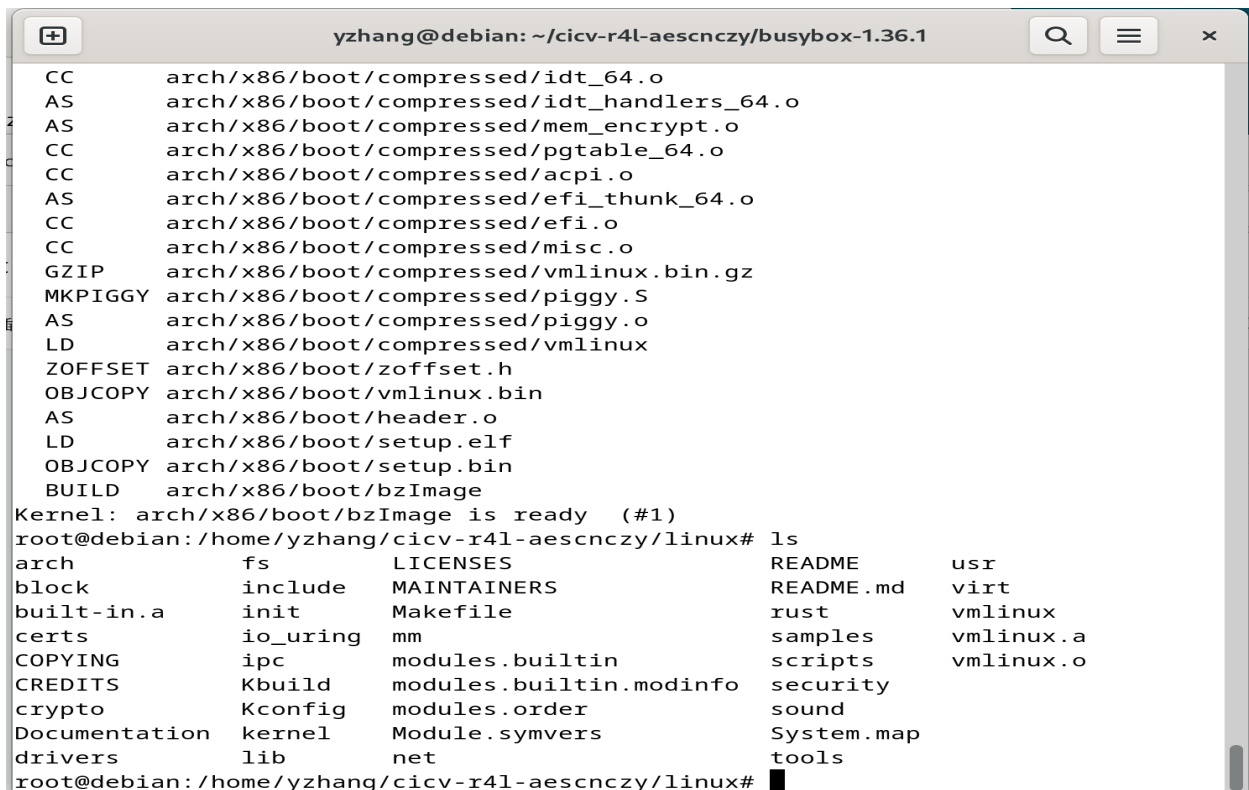 yzhang@debian: ~/cicv-r4l-aescnczy/busybox-1.36.1
CC arch/x86/boot/compressed/idt_64.o
AS arch/x86/boot/compressed/idt_handlers_64.o
AS arch/x86/boot/compressed/mem_encrypt.o
CC arch/x86/boot/compressed/pgtable_64.o
CC arch/x86/boot/compressed/acpi.o
AS arch/x86/boot/compressed/efi_thunk_64.o
CC arch/x86/boot/compressed/efi.o
CC arch/x86/boot/compressed/misc.o
GZIP arch/x86/boot/compressed/vmlinux.bin.gz
MKPIGGY arch/x86/boot/compressed/piggy.S
AS arch/x86/boot/compressed/piggy.o
LD arch/x86/boot/compressed/vmlinux
ZOFFSET arch/x86/boot/zoffset.h
OBJCOPY arch/x86/boot/vmlinux.bin
AS arch/x86/boot/header.o
LD arch/x86/boot/setup.elf
OBJCOPY arch/x86/boot/setup.bin
BUILD arch/x86/boot/bzImage
Kernel: arch/x86/boot/bzImage is ready (#1)
root@debian:/home/yzhang/cicv-r4l-aescnczy/linux# ls
arch fs LICENSES README usr
block include MAINTAINERS README.md virt
built-in.a init Makefile rust vmlinux
certs io_uring mm samples vmlinux.a
COPYING ipc modules.builtin scripts vmlinux.o
CREDITS Kbuild modules.builtin.modinfo security
crypto Kconfig modules.order sound
Documentation kernel Module.symvers System.map
drivers lib net tools
root@debian:/home/yzhang/cicv-r4l-aescnczy/linux#